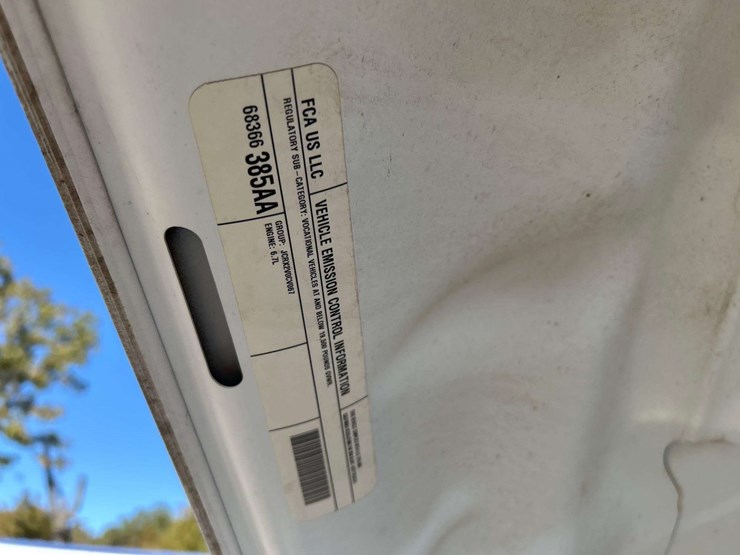 FCA US LLC
VEHICLE EMISSION CONTROL INFORMATION
REGULATORY SUB-CATEGORY: VOCATIONAL VEHICLES AT AND BELOW 19,500 POUNDS GVWR.
68366 385AA
GROUP:
ENGINE: 6.7L